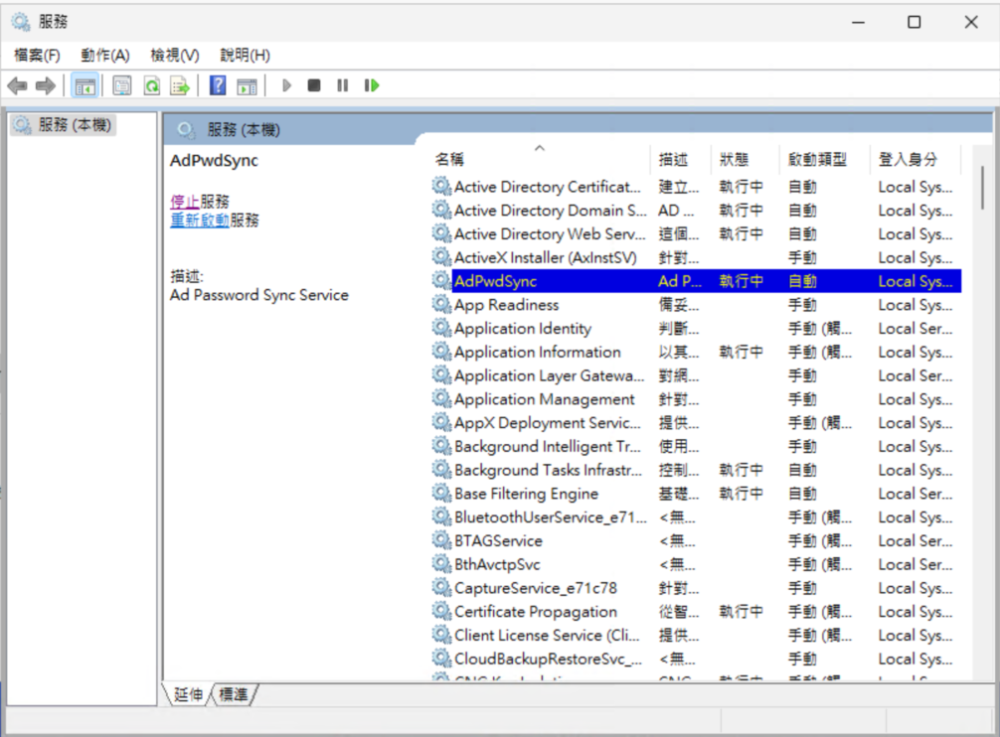 服務
檔案(F) 動作(A) 檢視(V) 說明(H)
服務 (本機)
服務 (本機)
AdPwdSync
停止服務
重新啟動服務
描述:
Ad Password Sync Service
名稱 描述 狀態 啟動類型 登入身分
Active Directory Certificat... 建立... 執行中 自動 Local Sys...
Active Directory Domain S... AD ... 執行中 自動 Local Sys...
Active Directory Web Serv... 這個... 執行中 自動 Local Sys...
ActiveX Installer (AxInstSV) 針對... 手動 Local Sys...
AdPwdSync Ad P... 執行中 自動 Local Sys...
App Readiness 備妥... 手動 Local Sys...
Application Identity 判斷... 手動 (觸... Local Ser...
Application Information 以其... 執行中 手動 (觸... Local Sys...
Application Layer Gatewa... 對網... 手動 Local Ser...
Application Management 針對... 手動 Local Sys...
AppX Deployment Servic... 提供... 手動 (觸... Local Sys...
Background Intelligent Tr... 使用... 手動 Local Sys...
Background Tasks Infrastr... 控制... 執行中 自動 Local Sys...
Base Filtering Engine 基礎... 執行中 自動 Local Ser...
BluetoothUserService_e71... <無... 手動 (觸... Local Sys...
BTAGService <無... 手動 (觸... Local Ser...
BthAvctpSvc <無... 手動 (觸... Local Ser...
CaptureService_e71c78 針對... 手動 Local Sys...
Certificate Propagation 從智... 執行中 手動 (觸... Local Sys...
Client License Service (Cli... 提供... 手動 (觸... Local Sys...
CloudBackupRestoreSvc_... <無... 手動 Local Sys...
延伸 標準